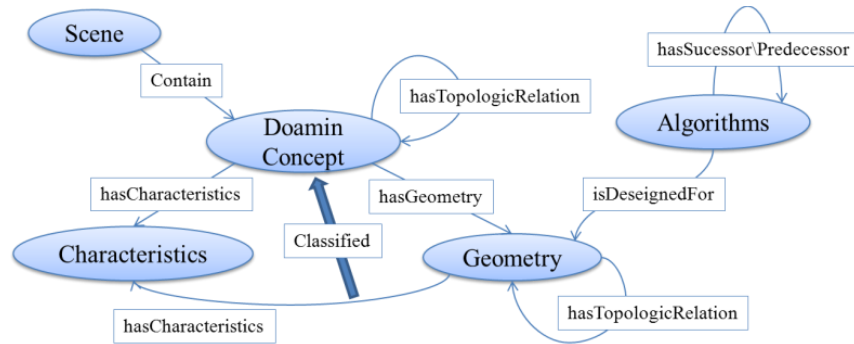 Scene
hasSucessor\Predecessor
Contain
hasTopologicRelation
Doamin
Concept
Algorithms
hasCharacteristics
hasGeometry
isDeseignedFor
Classified
Characteristics
Geometry
hasCharacteristics
hasTopologicRelation